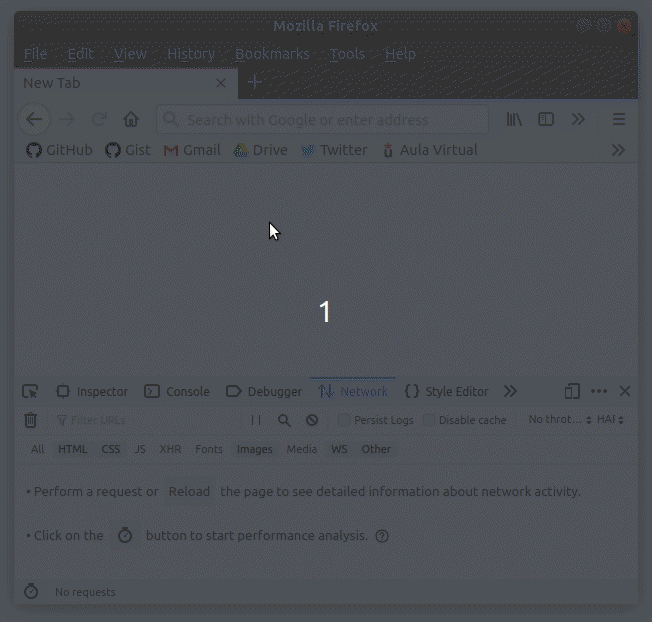 Mozilla Firefox
File Edit View History Bookmarks Tools Help
New Tab
Search with Google or enter address
GitHub Gist Gmail Drive Twitter Aula Virtual
1
Inspector Console Debugger Network Style Editor
Filter URLs Persist Logs Disable cache No throt... HAR
All HTML CSS JS XHR Fonts Images Media WS Other
• Perform a request or Reload the page to see detailed information about network activity.
• Click on the button to start performance analysis.
No requests